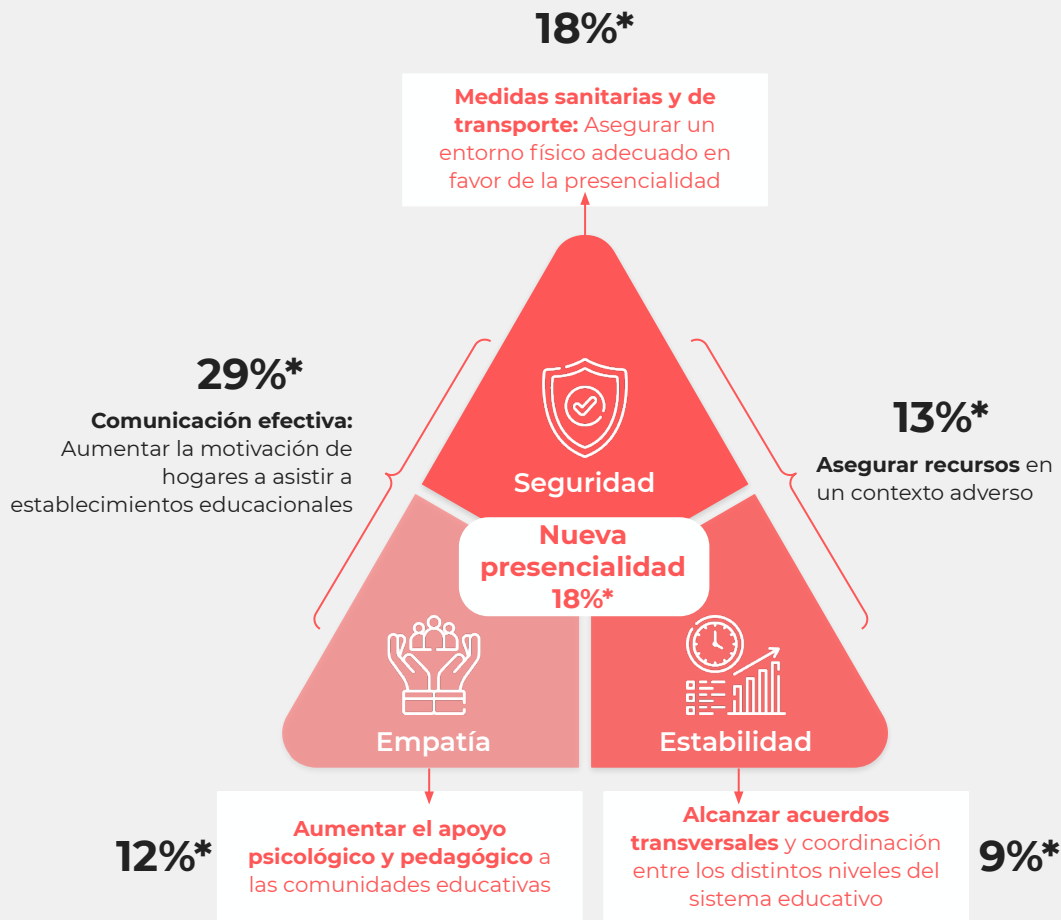 18%*
Medidas sanitarias y de
transporte: Asegurar un
entorno físico adecuado en
favor de la presencialidad
29%*
Comunicación efectiva:
Aumentar la motivación de
hogares a asistir a
establecimientos educacionales
13%*
Asegurar recursos en
un contexto adverso
Seguridad
Nueva
presencialidad
18%*
Empatía
Estabilidad
12%*
Aumentar el apoyo
psicológico y pedagógico a
las comunidades educativas
Alcanzar acuerdos
transversales y coordinación
entre los distintos niveles del
sistema educativo
9%*